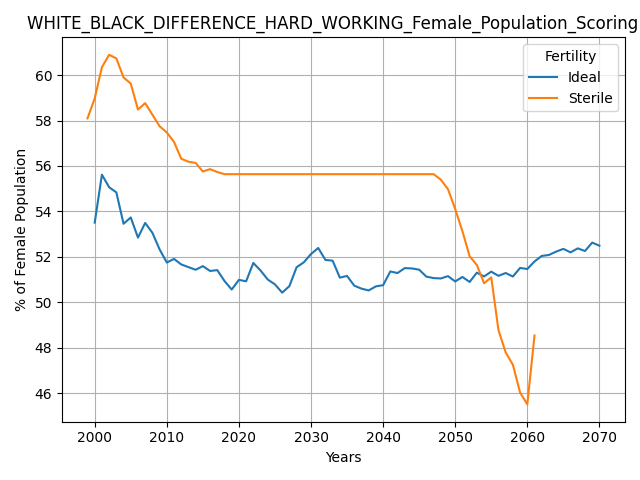 WHITE_BLACK_DIFFERENCE_HARD_WORKING_Female_Population_Scoring
Fertility
Ideal
Sterile
% of Female Population
60
58
56
54
52
50
48
46
2000 2010 2020 2030 2040 2050 2060 2070
Years